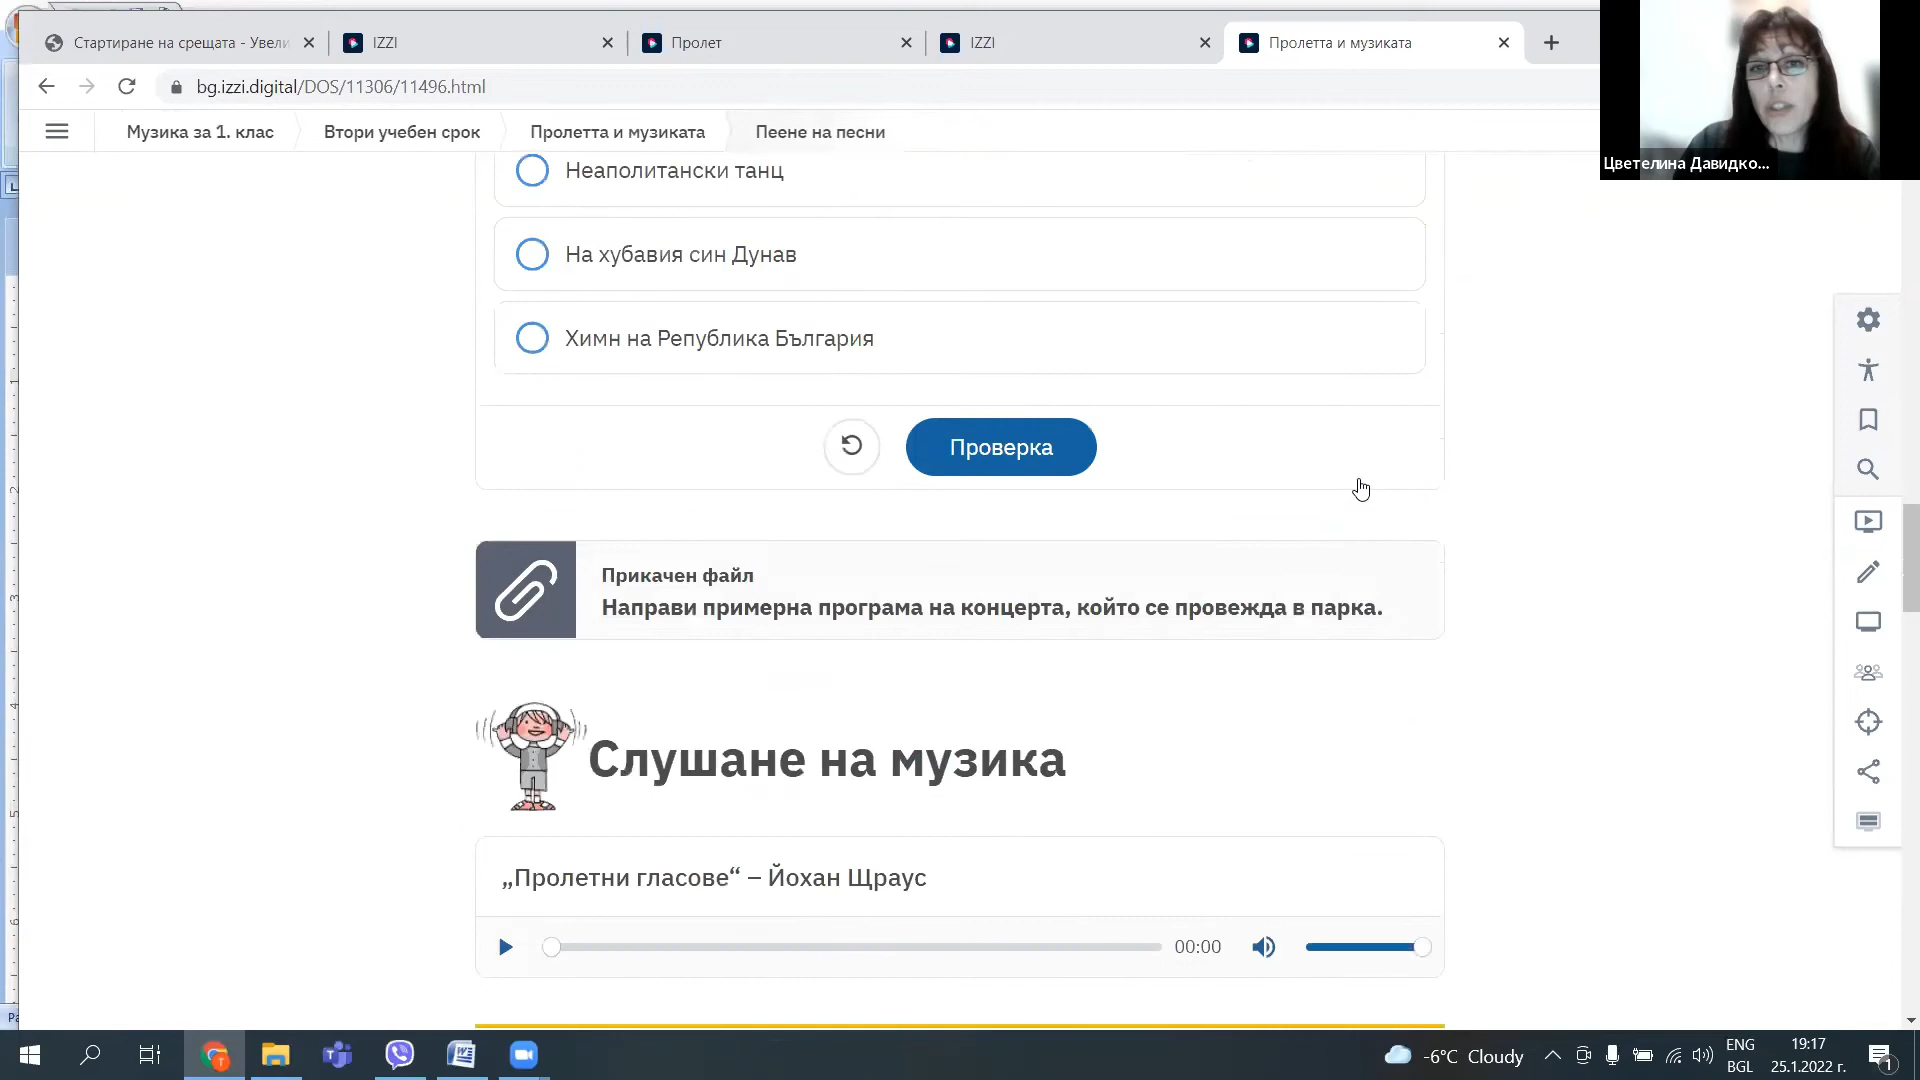 Стартиране на срещата - Увели
IZZI
Пролет
IZZI
Пролетта и музиката
bg.izzi.digital/DOS/11306/11496.html
Музика за 1. клас
Втори учебен срок
Пролетта и музиката
Пеене на песни
Цветелина Давидко...
Неаполитански танц
На хубавия син Дунав
Химн на Република България
Проверка
Прикачен файл
Направи примерна програма на концерта, който се провежда в парка.
Слушане на музика
„Пролетни гласове“ – Йохан Щраус
00:00
-6°C Cloudy
ENG
BGL
19:17
25.1.2022 г.
1